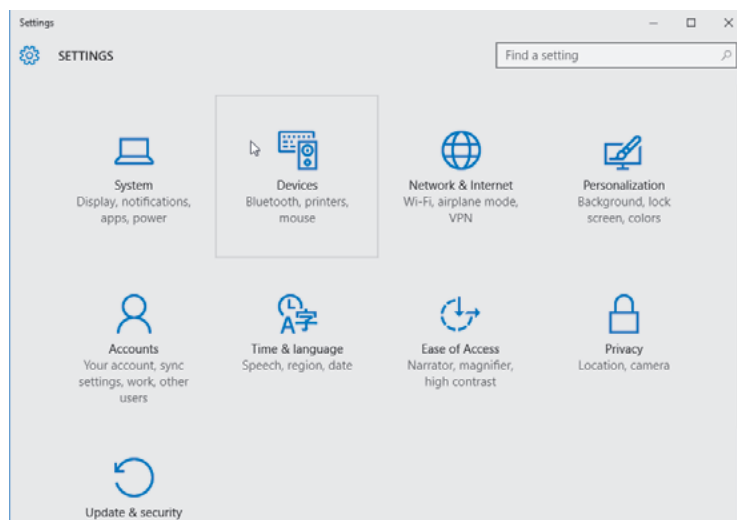 Settings
SETTINGS
Find a setting
System
Display, notifications,
apps, power
Devices
Bluetooth, printers,
mouse
Network & Internet
Wi-Fi, airplane mode,
VPN
Personalization
Background, lock
screen, colors
Accounts
Your account, sync
settings, work, other
users
A字
Time & language
Speech, region, date
Ease of Access
Narrator, magnifier,
high contrast
Privacy
Location, camera
Update & security